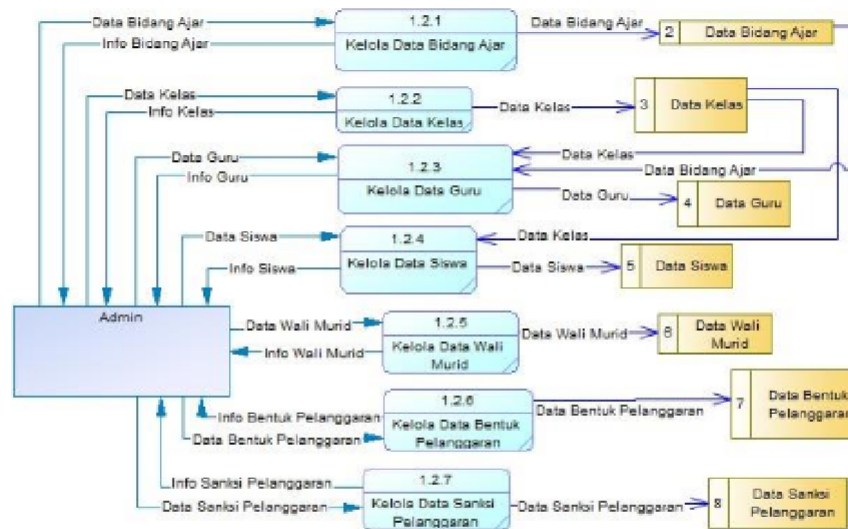 Data Bidang Ajar
Info Bidang Ajar
1.2.1
Kelola Data Bidang Ajar
Data Bidang Ajar
2 Data Bidang Ajar
Data Kelas
Info Kelas
1.2.2
Kelola Data Kelas
Data Kelas
3 Data Kelas
Data Guru
Info Guru
1.2.3
Kelola Data Guru
Data Kelas
Data Bidang Ajar
Data Guru
4 Data Guru
Data Siswa
Info Siswa
1.2.4
Kelola Data Siswa
Data Kelas
Data Siswa
5 Data Siswa
Admin
Data Wali Murid
Info Wali Murid
1.2.5
Kelola Data Wali
Murid
Data Wali Murid
6 Data Wali
Murid
Info Bentuk Pelanggaran
Data Bentuk Pelanggaran
1.2.6
Kelola Data Bentuk
Pelanggaran
Data Bentuk Pelanggaran
7 Data Bentuk
Pelanggaran
Info Sanksi Pelanggaran
Data Sanksi Pelanggaran
1.2.7
Kelola Data Sanksi
Pelanggaran
Data Sanksi Pelanggaran
8 Data Sanksi
Pelanggaran